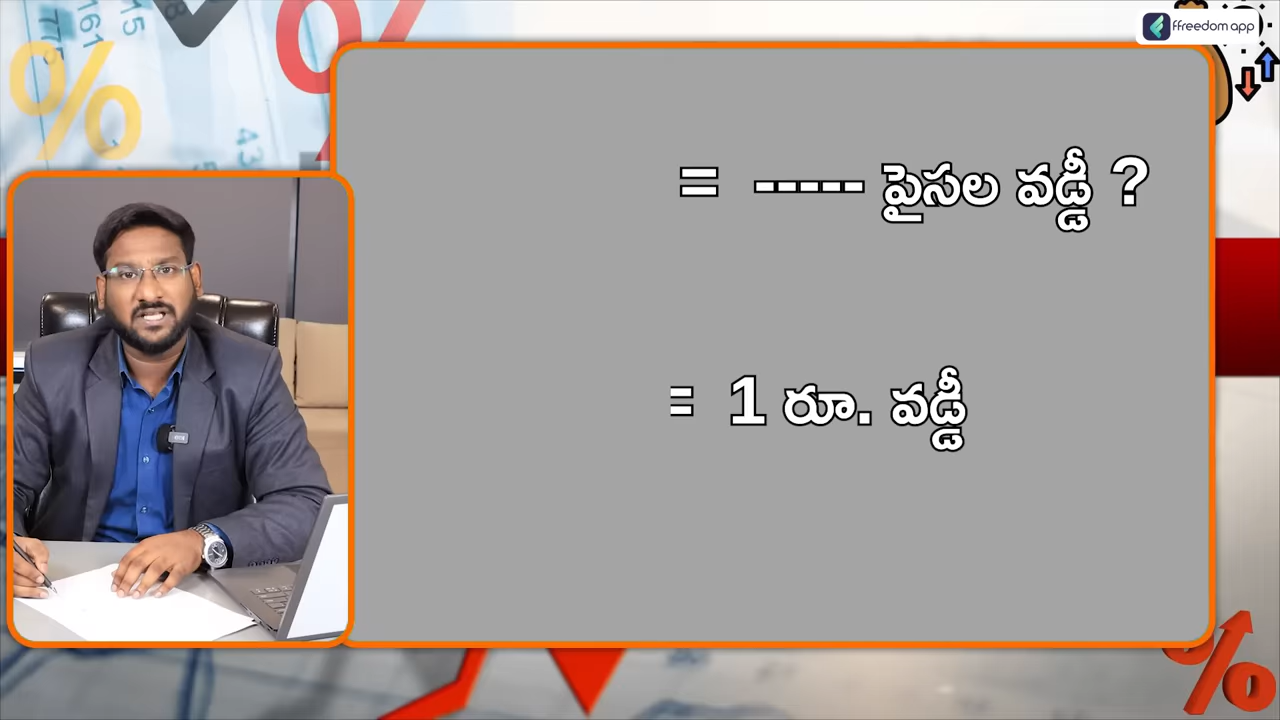 ffreedom app
= ----- పైసల వడ్డీ ?
= 1 రూ. వడ్డీ